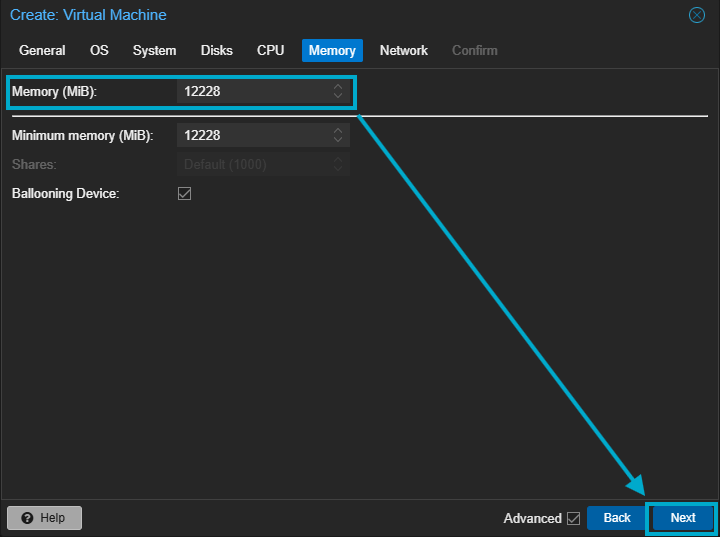 Create: Virtual Machine
General OS System Disks CPU Memory Network Confirm
Memory (MiB): 12228
Minimum memory (MiB): 12228
Shares: Default (1000)
Ballooning Device:
Help Advanced Back Next